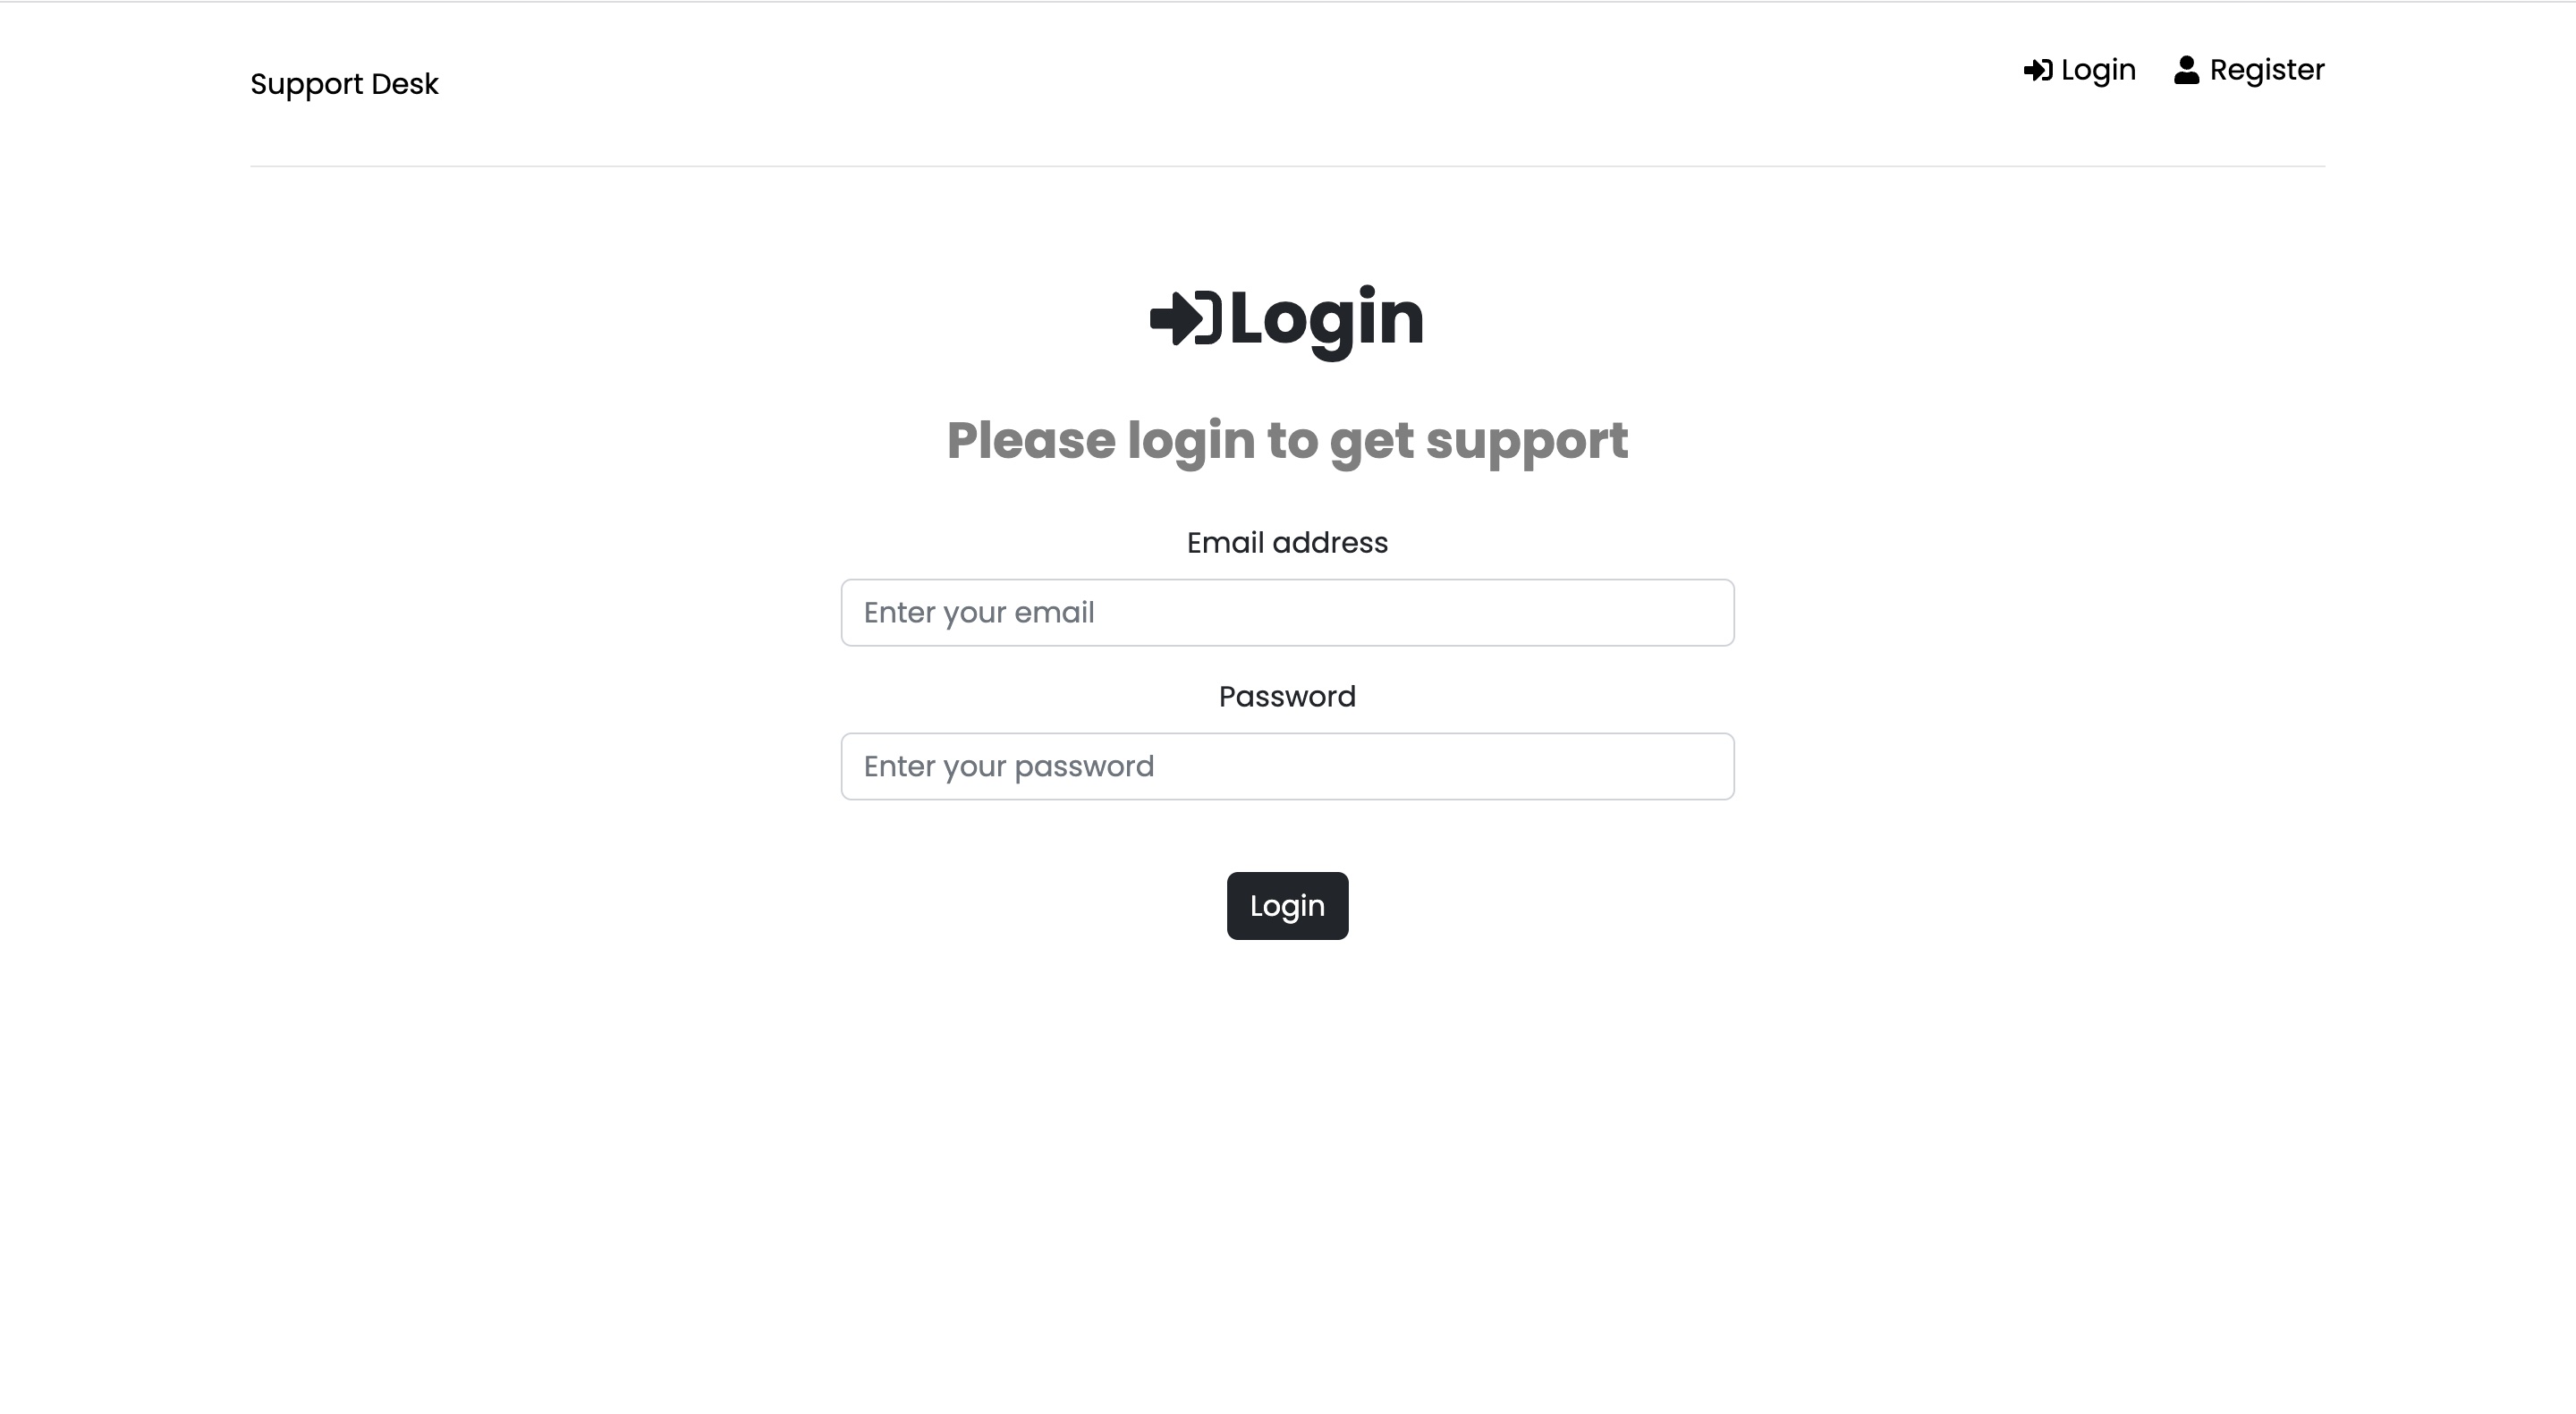 Support Desk
Login
Register
Login
Please login to get support
Email address
Enter your email
Password
Enter your password
Login